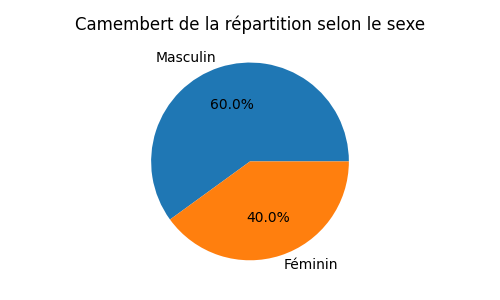 Camembert de la répartition selon le sexe
Masculin
60.0%
40.0%
Féminin